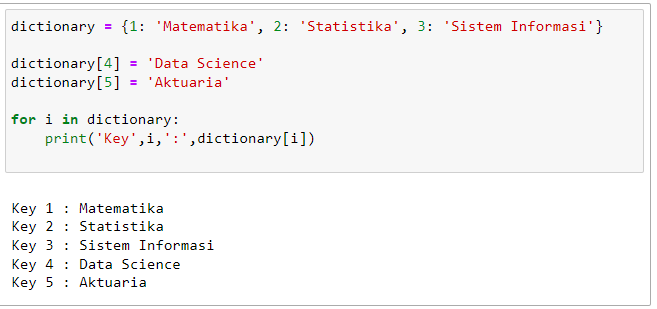 dictionary = {1: 'Matematika', 2: 'Statistika', 3: 'Sistem Informasi'}
dictionary[4] = 'Data Science'
dictionary[5] = 'Aktuaria'
for i in dictionary:
    print('Key',i,':',dictionary[i])
Key 1 : Matematika
Key 2 : Statistika
Key 3 : Sistem Informasi
Key 4 : Data Science
Key 5 : Aktuaria